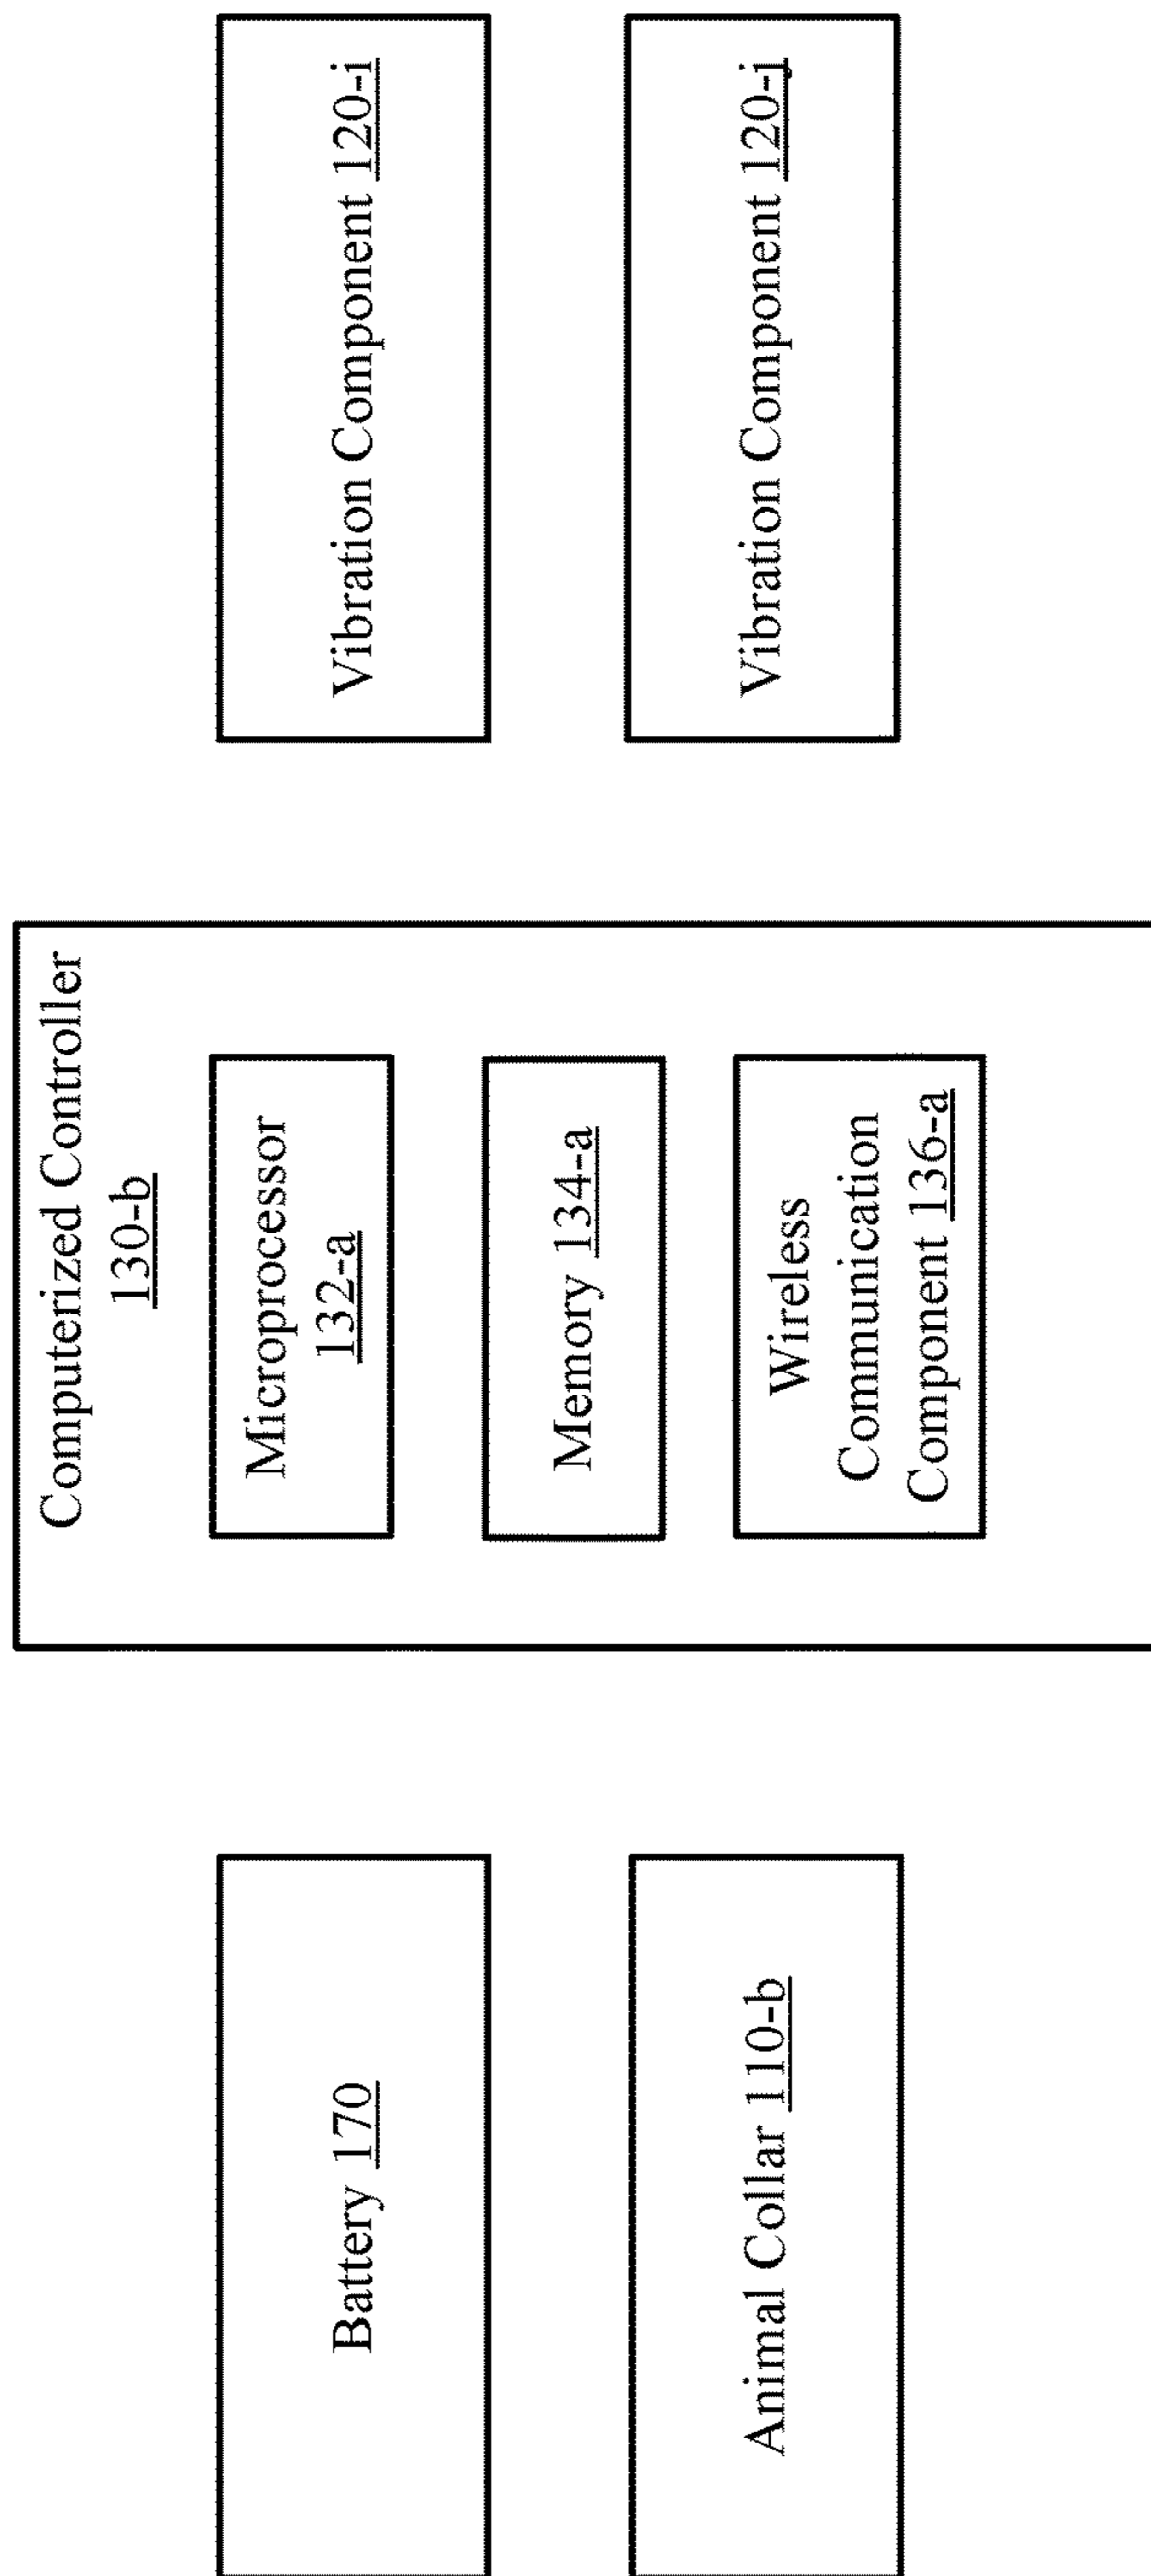 Battery 170
Animal Collar 110-b
Computerized Controller
130-b
Microprocessor
132-a
Memory 134-a
Wireless
Communication
Component 136-a
Vibration Component 120-i
Vibration Component 120-j